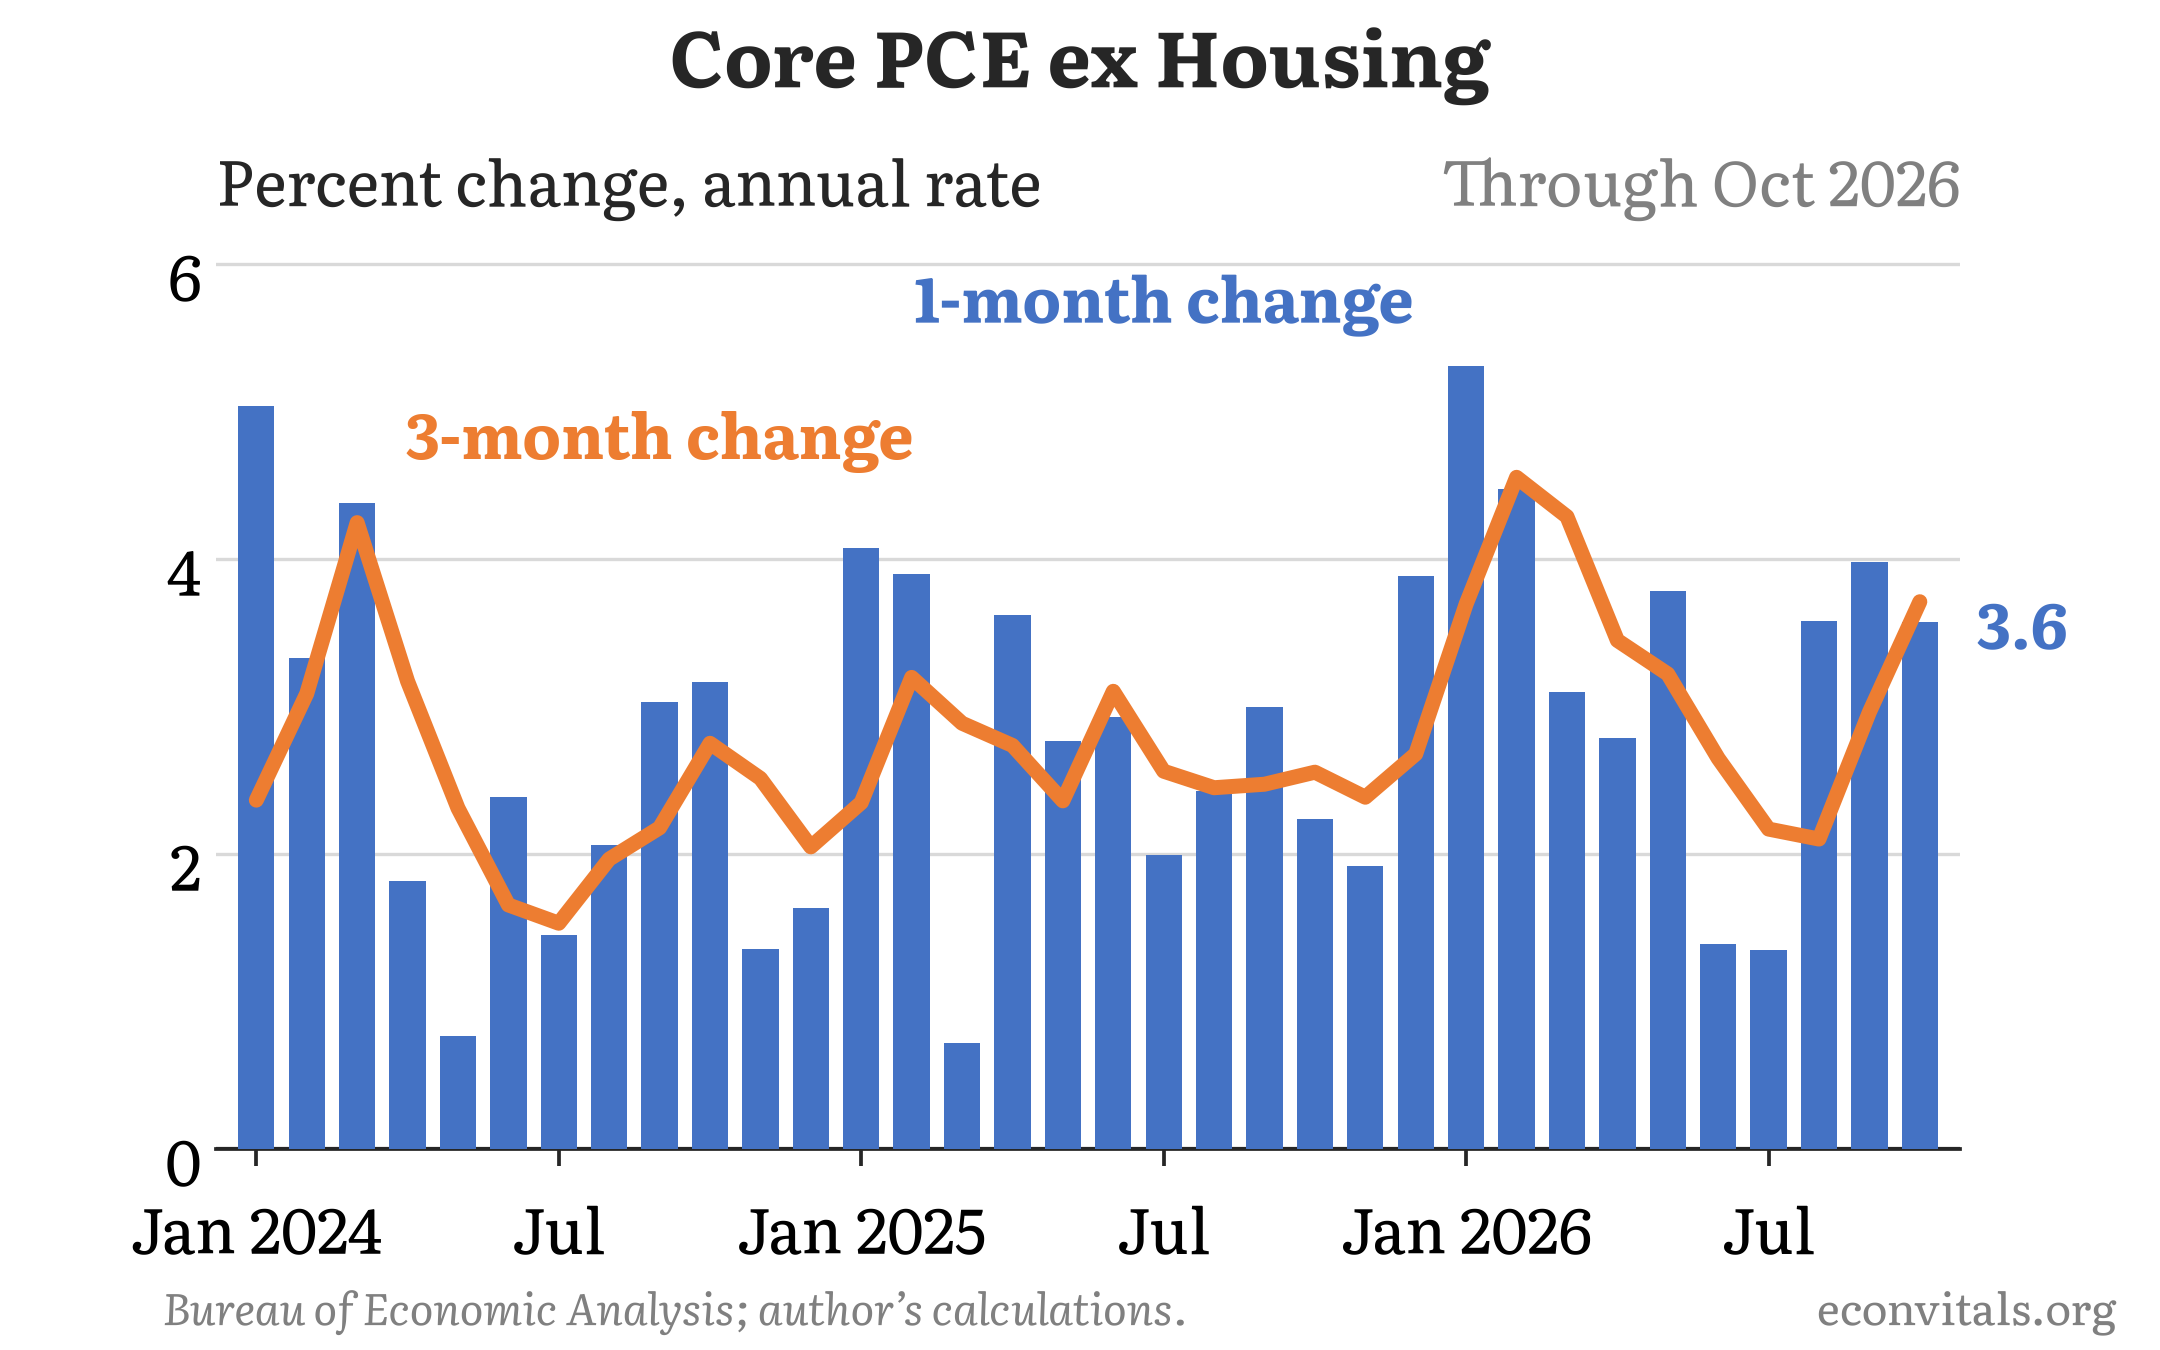 Core PCE ex Housing
Percent change, annual rate
Through Oct 2026
6
1-month change
3-month change
4
3.6
2
0
Jan 2024
Jul
Jan 2025
Jul
Jan 2026
Jul
Bureau of Economic Analysis; author’s calculations.
econvitals.org